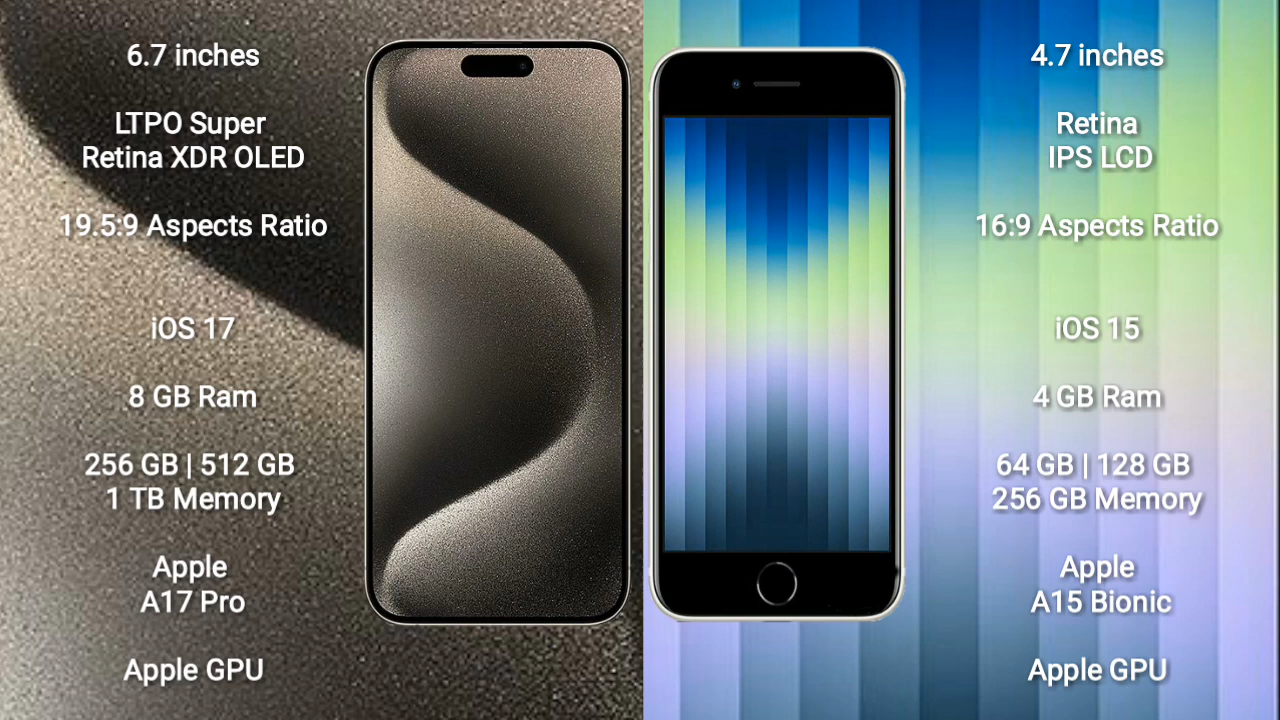 6.7 inches
LTPO Super
Retina XDR OLED
19.5:9 Aspects Ratio
iOS 17
8 GB Ram
256 GB | 512 GB
1 TB Memory
Apple
A17 Pro
Apple GPU
4.7 inches
Retina
IPS LCD
16:9 Aspects Ratio
iOS 15
4 GB Ram
64 GB | 128 GB
256 GB Memory
Apple
A15 Bionic
Apple GPU